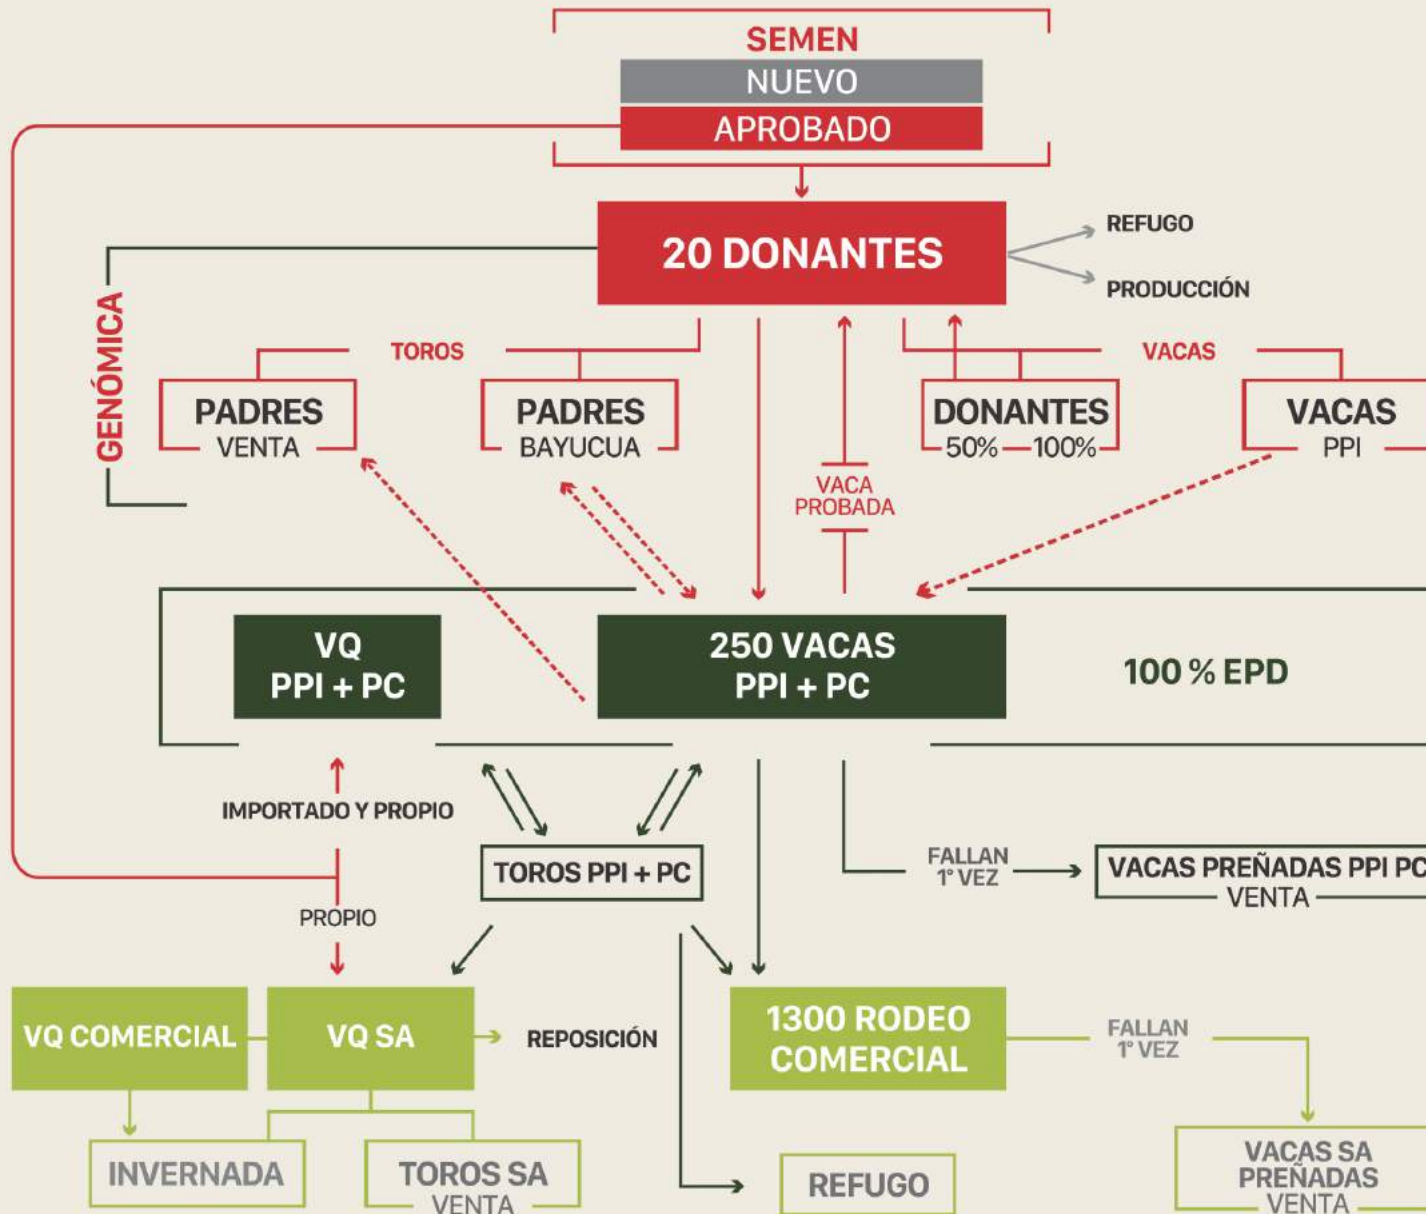 SEMEN
NUEVO
APROBADO
20 DONANTES
REFUGO
PRODUCCIÓN
GENÓMICA
TOROS
VACAS
PADRES
VENTA
PADRES
BAYUCUA
DONANTES
50% 100%
VACAS
PPI
VACA
PROBADA
VQ
PPI + PC
250 VACAS
PPI + PC
100 % EPD
IMPORTADO Y PROPIO
TOROS PPI + PC
FALLAN
1° VEZ
VACAS PREÑADAS PPI PC
VENTA
PROPIO
VQ COMERCIAL
VQ SA
REPOSICIÓN
1300 RODEO
COMERCIAL
FALLAN
1° VEZ
INVERNADA
TOROS SA
VENTA
REFUGO
VACAS SA
PREÑADAS
VENTA